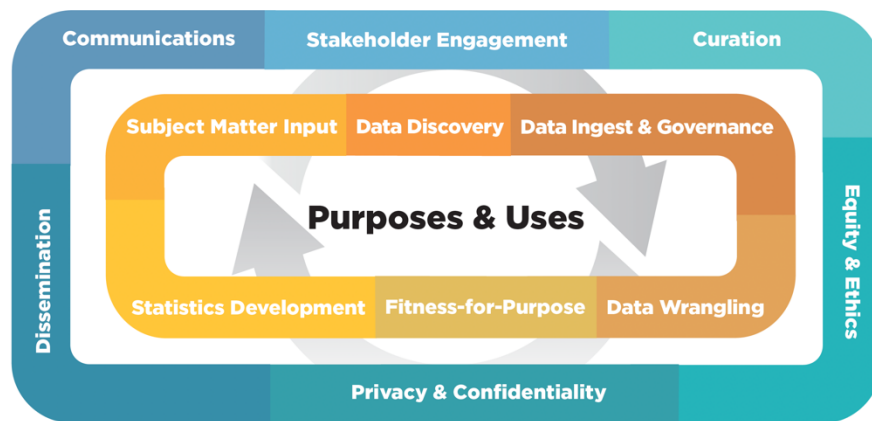 Communications
Stakeholder Engagement
Curation
Subject Matter Input
Data Discovery
Data Ingest & Governance
Purposes & Uses
Dissemination
Equity & Ethics
Statistics Development
Fitness-for-Purpose
Data Wrangling
Privacy & Confidentiality